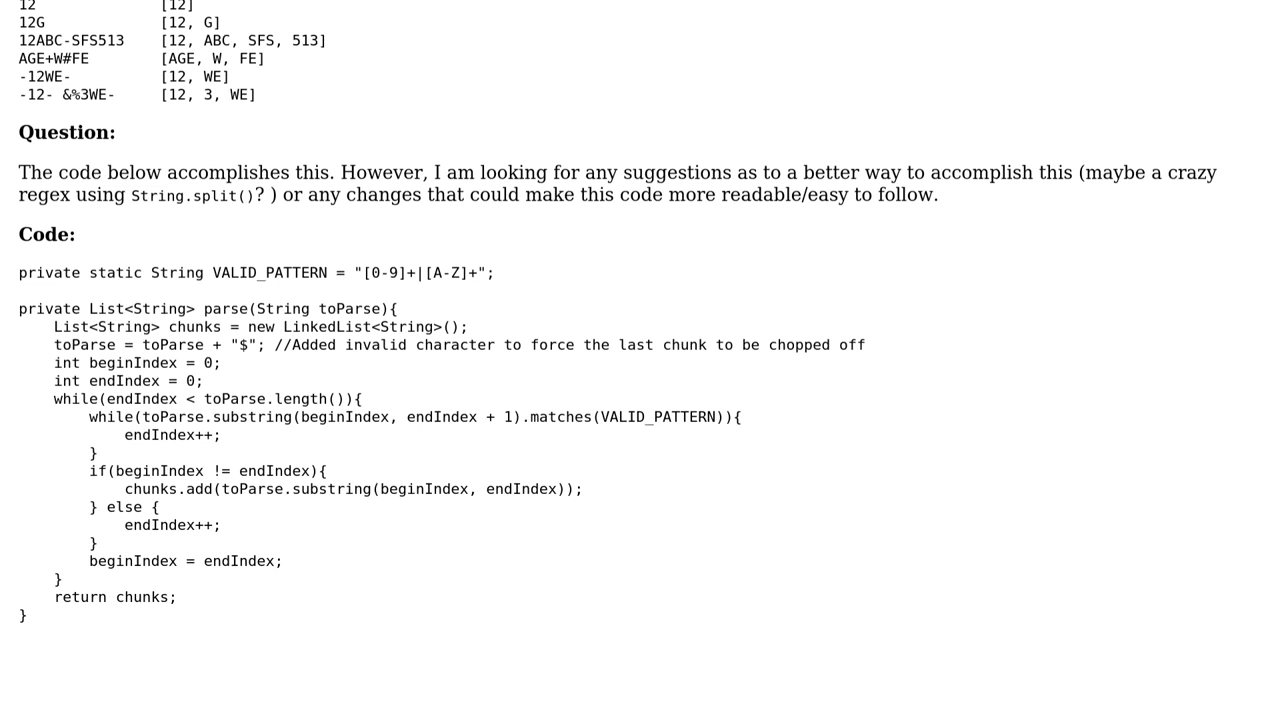 12              [12]
12G             [12, G]
12ABC-SFS513    [12, ABC, SFS, 513]
AGE+W#FE        [AGE, W, FE]
-12WE-          [12, WE]
-12- &%3WE-     [12, 3, WE]
Question:
The code below accomplishes this. However, I am looking for any suggestions as to a better way to accomplish this (maybe a crazy
regex using String.split()? ) or any changes that could make this code more readable/easy to follow.
Code:
private static String VALID_PATTERN = "[0-9]+|[A-Z]+";
private List<String> parse(String toParse){
    List<String> chunks = new LinkedList<String>();
    toParse = toParse + "$"; //Added invalid character to force the last chunk to be chopped off
    int beginIndex = 0;
    int endIndex = 0;
    while(endIndex < toParse.length()){
        while(toParse.substring(beginIndex, endIndex + 1).matches(VALID_PATTERN)){
            endIndex++;
        }
        if(beginIndex != endIndex){
            chunks.add(toParse.substring(beginIndex, endIndex));
        } else {
            endIndex++;
        }
        beginIndex = endIndex;
    }
    return chunks;
}